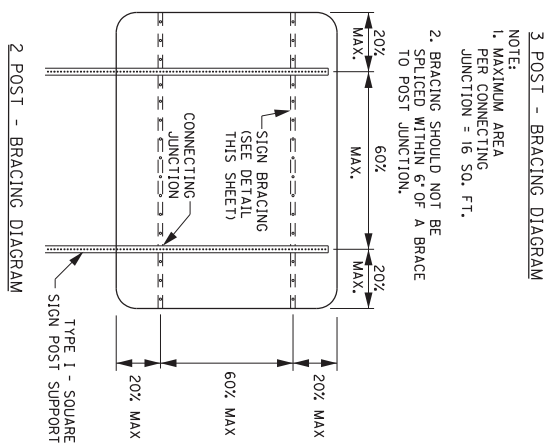 3 POST - BRACING DIAGRAM
NOTE:
1. MAXIMUM AREA
PER CONNECTING
JUNCTION = 16 SQ. FT.
2. BRACING SHOULD NOT BE
SPLICED WITHIN 6" OF A BRACE
TO POST JUNCTION.
20%
MAX.
60%
MAX.
20%
MAX.
SIGN BRACING
(SEE DETAIL
THIS SHEET)
CONNECTING
JUNCTION
20% MAX
60% MAX
20% MAX
TYPE I - SQUARE
SIGN POST SUPPORT
2 POST - BRACING DIAGRAM